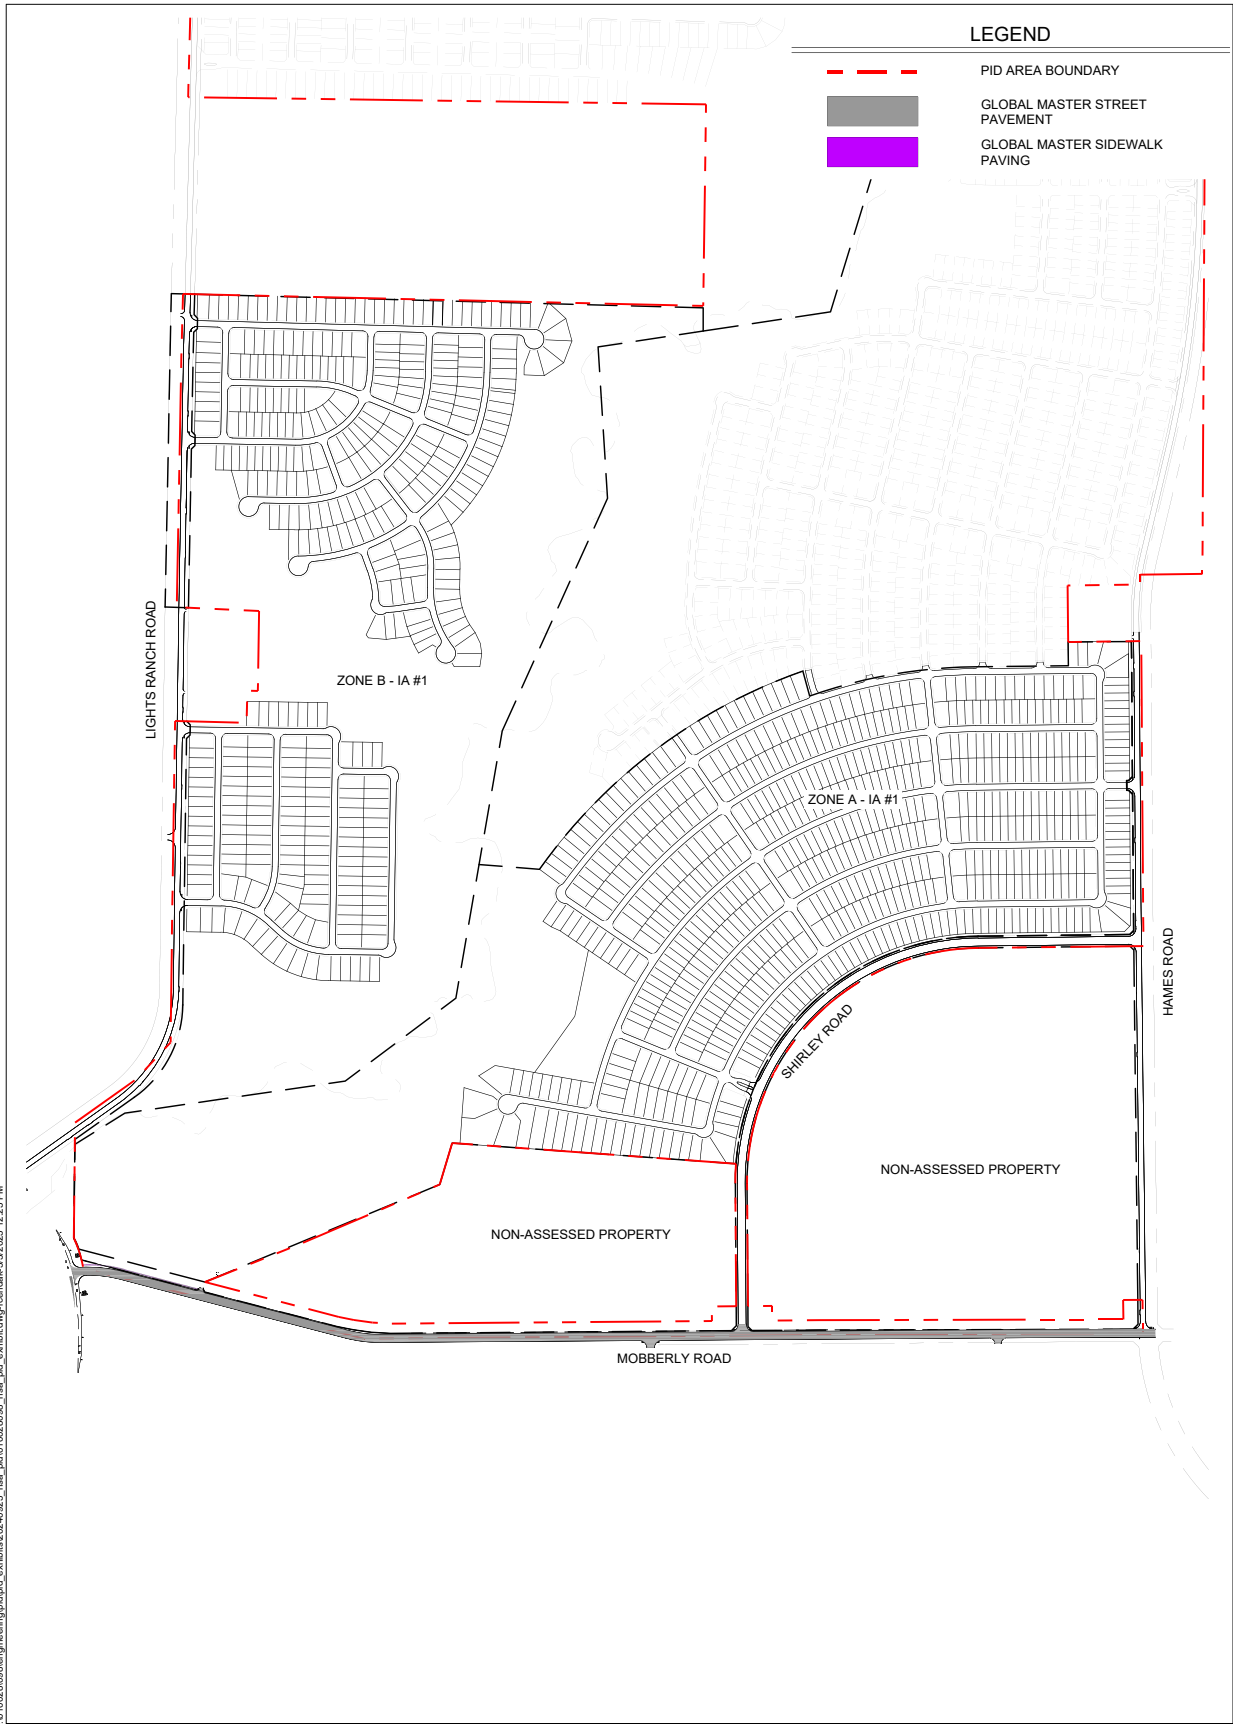 LEGEND
PID AREA BOUNDARY
GLOBAL MASTER STREET
PAVEMENT
GLOBAL MASTER SIDEWALK
PAVING
LIGHTS RANCH ROAD
ZONE B - IA #1
ZONE A - IA #1
HAMES ROAD
SHIRLEY ROAD
NON-ASSESSED PROPERTY
NON-ASSESSED PROPERTY
MOBBERLY ROAD